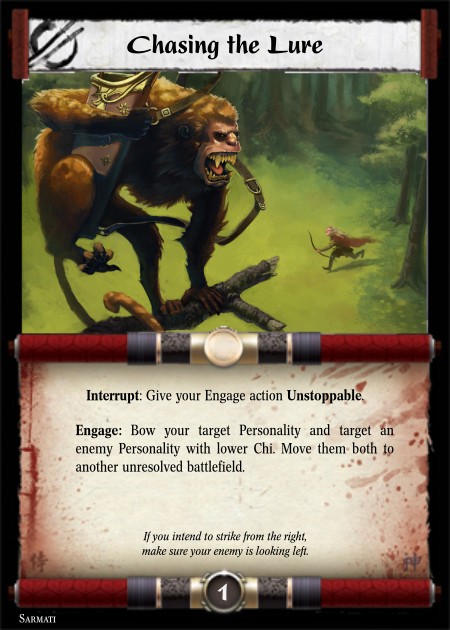 Chasing the Lure
Interrupt: Give your Engage action Unstoppable.
Engage: Bow your target Personality and target an
enemy Personality with lower Chi. Move them both to
another unresolved battlefield.
If you intend to strike from the right,
make sure your enemy is looking left.
1
Sarmati